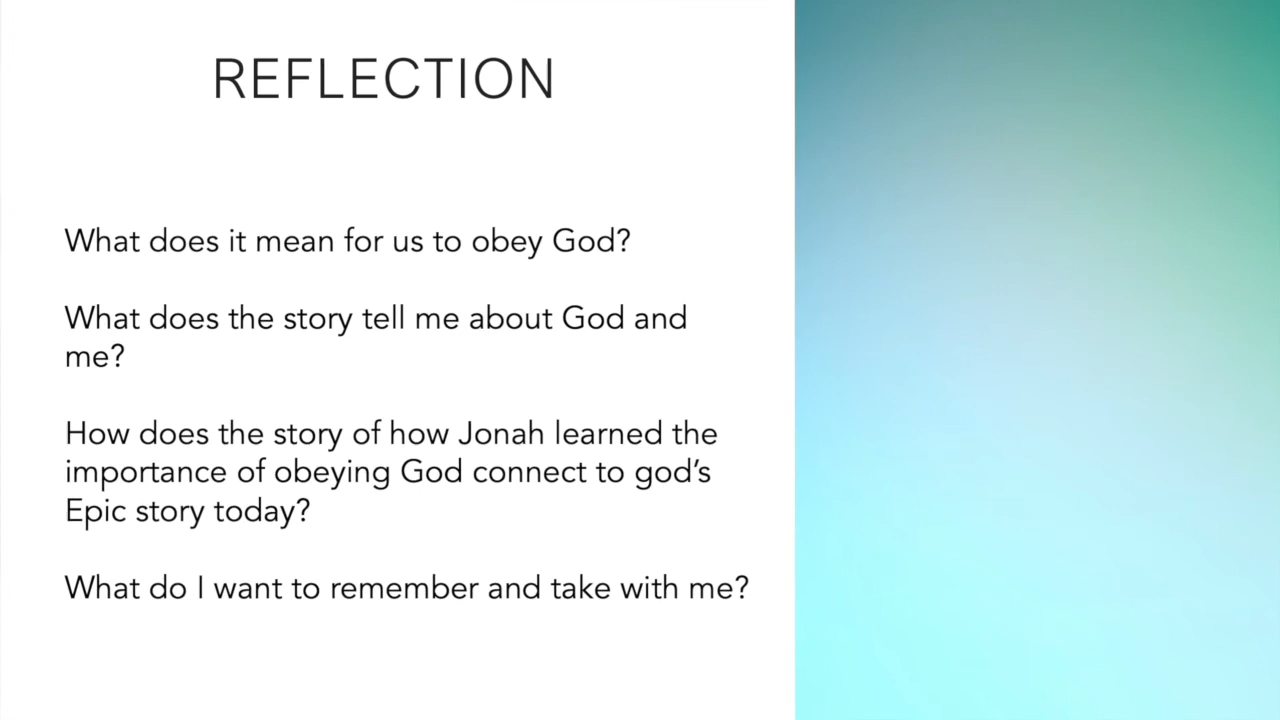 REFLECTION
What does it mean for us to obey God?
What does the story tell me about God and
me?
How does the story of how Jonah learned the
importance of obeying God connect to god’s
Epic story today?
What do I want to remember and take with me?